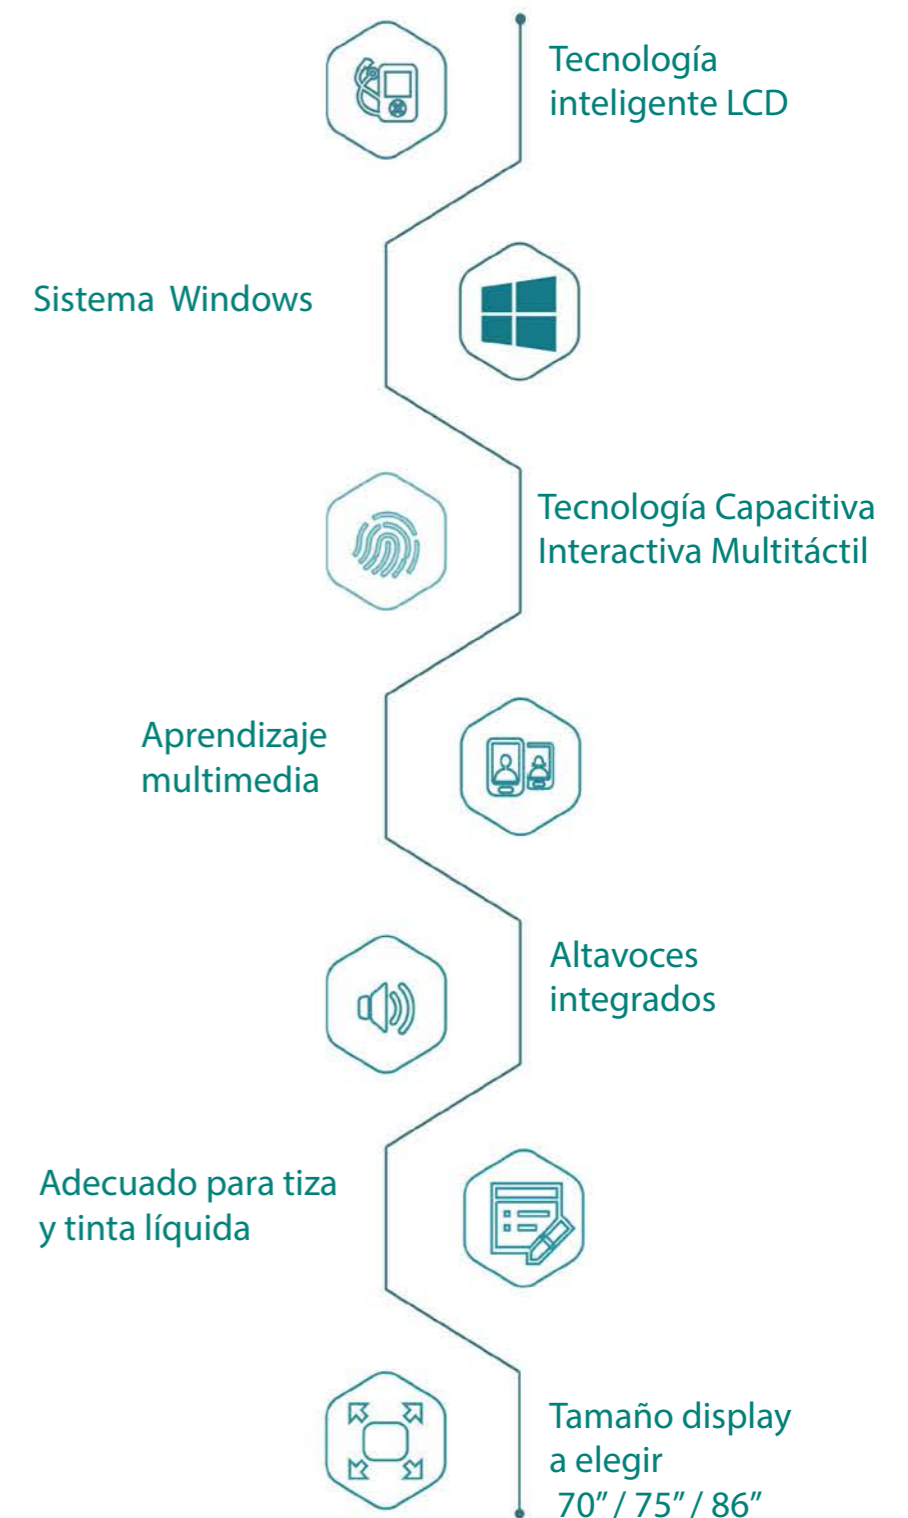 Tecnología
inteligente LCD
Sistema Windows
Tecnología Capacitiva
Interactiva Multitáctil
Aprendizaje
multimedia
Altavoces
integrados
Adecuado para tiza
y tinta líquida
Tamaño display
a elegir
70” / 75” / 86”